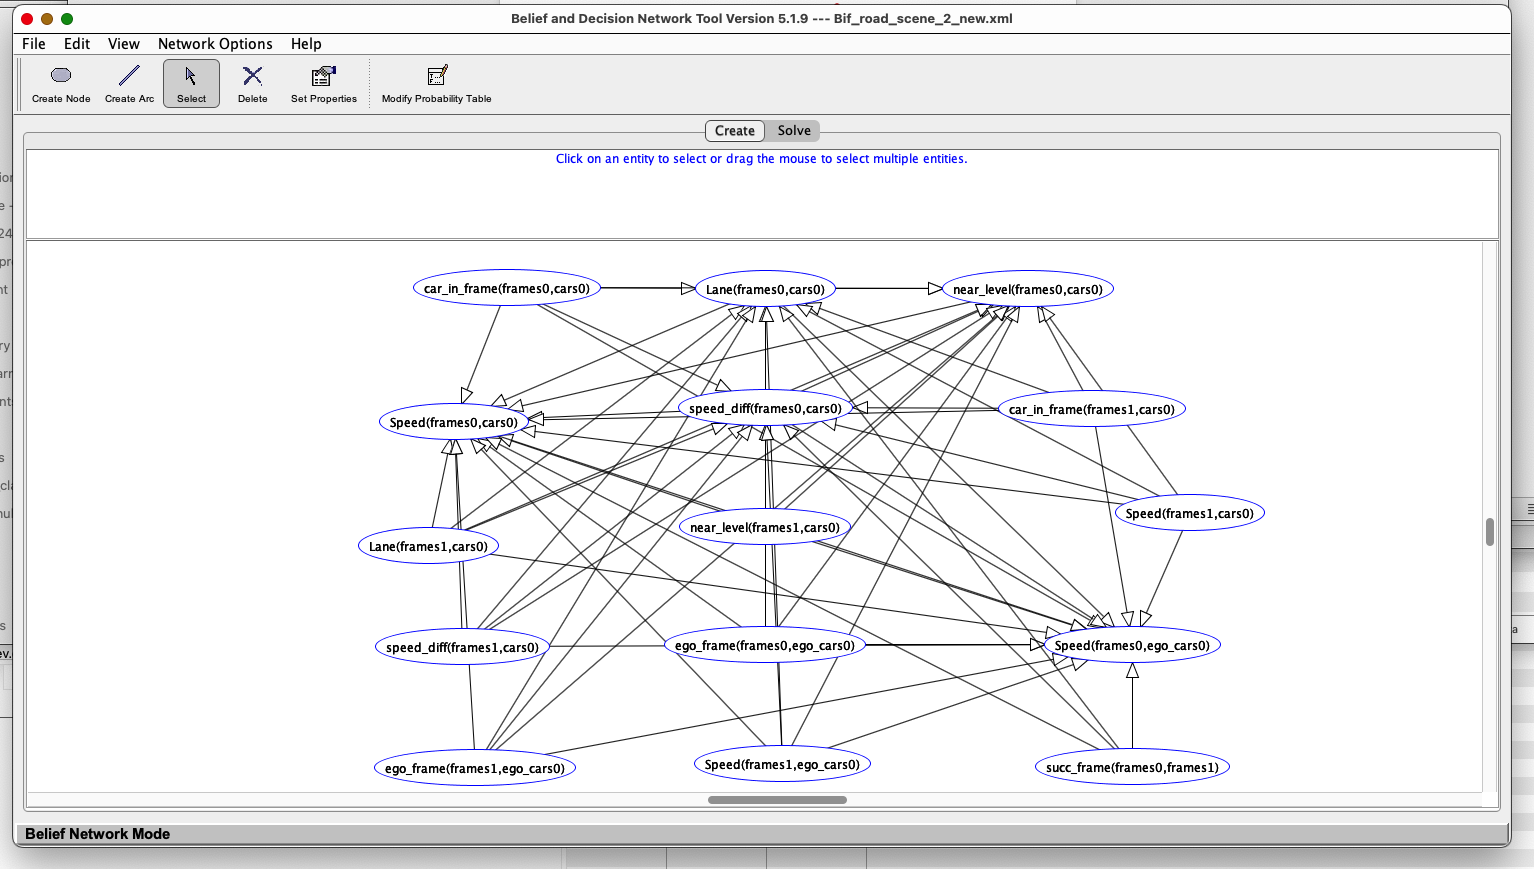 Belief and Decision Network Tool Version 5.1.9 --- Bif_road_scene_2_new.xml
File Edit View Network Options Help
Create Node Create Arc Select Delete Set Properties Modify Probability Table
Create Solve
Click on an entity to select or drag the mouse to select multiple entities.
car_in_frame(frames0,cars0) Lane(frames0,cars0) near_level(frames0,cars0)
Speed(frames0,cars0) speed_diff(frames0,cars0) car_in_frame(frames1,cars0)
Lane(frames1,cars0) near_level(frames1,cars0) Speed(frames1,cars0)
speed_diff(frames1,cars0) ego_frame(frames0,ego_cars0) Speed(frames0,ego_cars0)
ego_frame(frames1,ego_cars0) Speed(frames1,ego_cars0) succ_frame(frames0,frames1)
Belief Network Mode